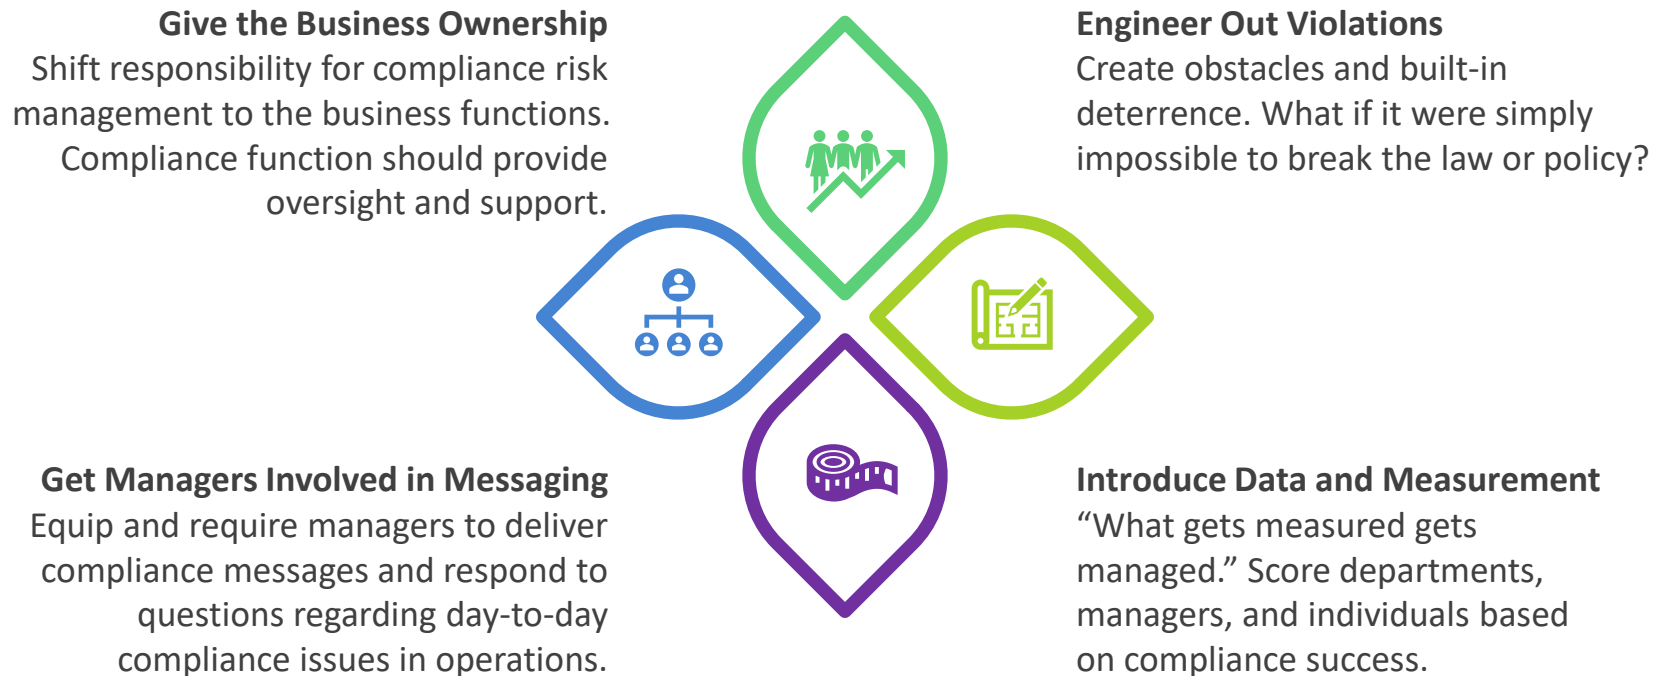 Give the Business Ownership
Shift responsibility for compliance risk
management to the business functions.
Compliance function should provide
oversight and support.
Engineer Out Violations
Create obstacles and built-in
deterrence. What if it were simply
impossible to break the law or policy?
Get Managers Involved in Messaging
Equip and require managers to deliver
compliance messages and respond to
questions regarding day-to-day
compliance issues in operations.
Introduce Data and Measurement
“What gets measured gets
managed.” Score departments,
managers, and individuals based
on compliance success.